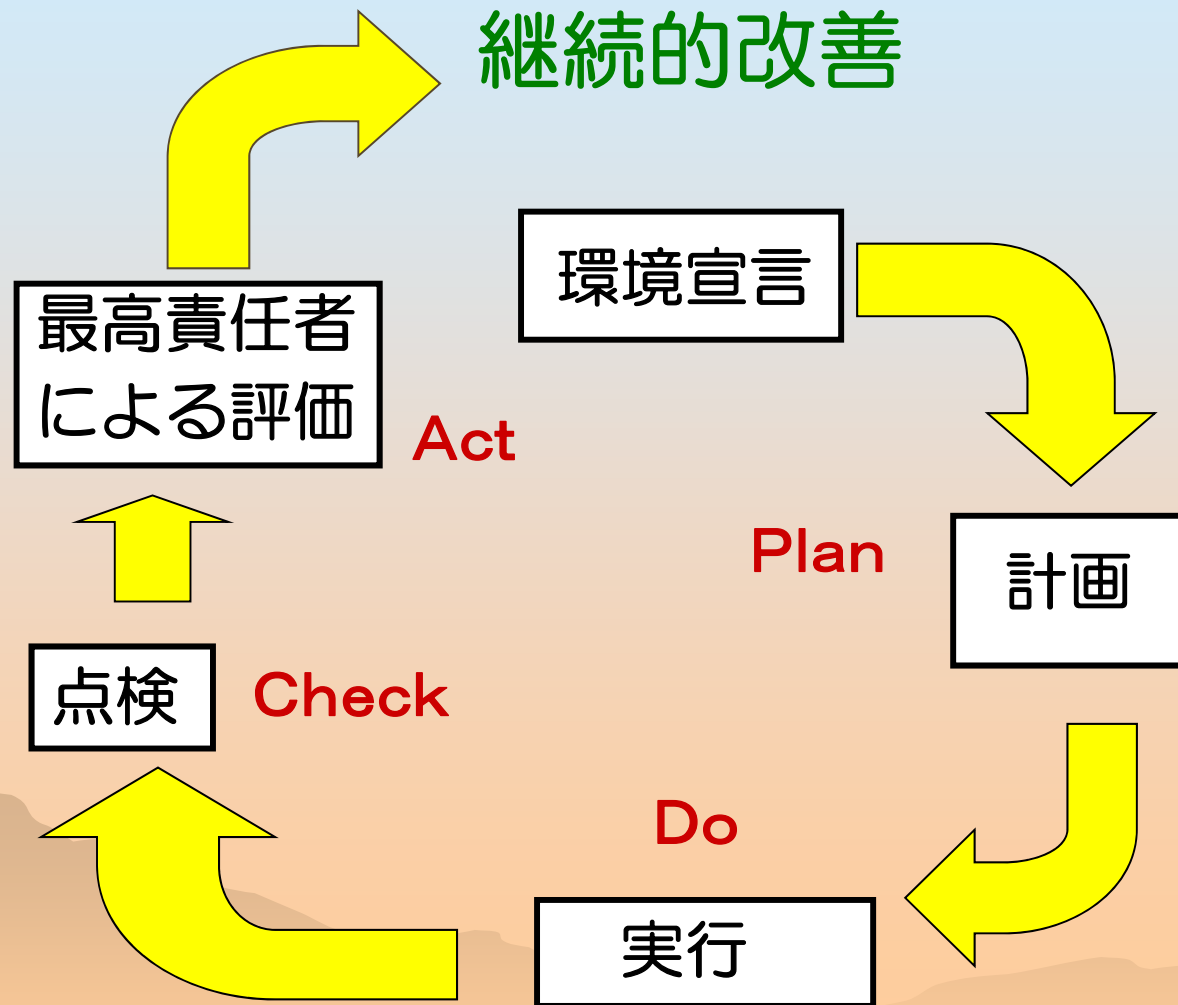 継続的改善
環境宣言
最高責任者
による評価
Act
Plan
計画
点検
Check
Do
実行